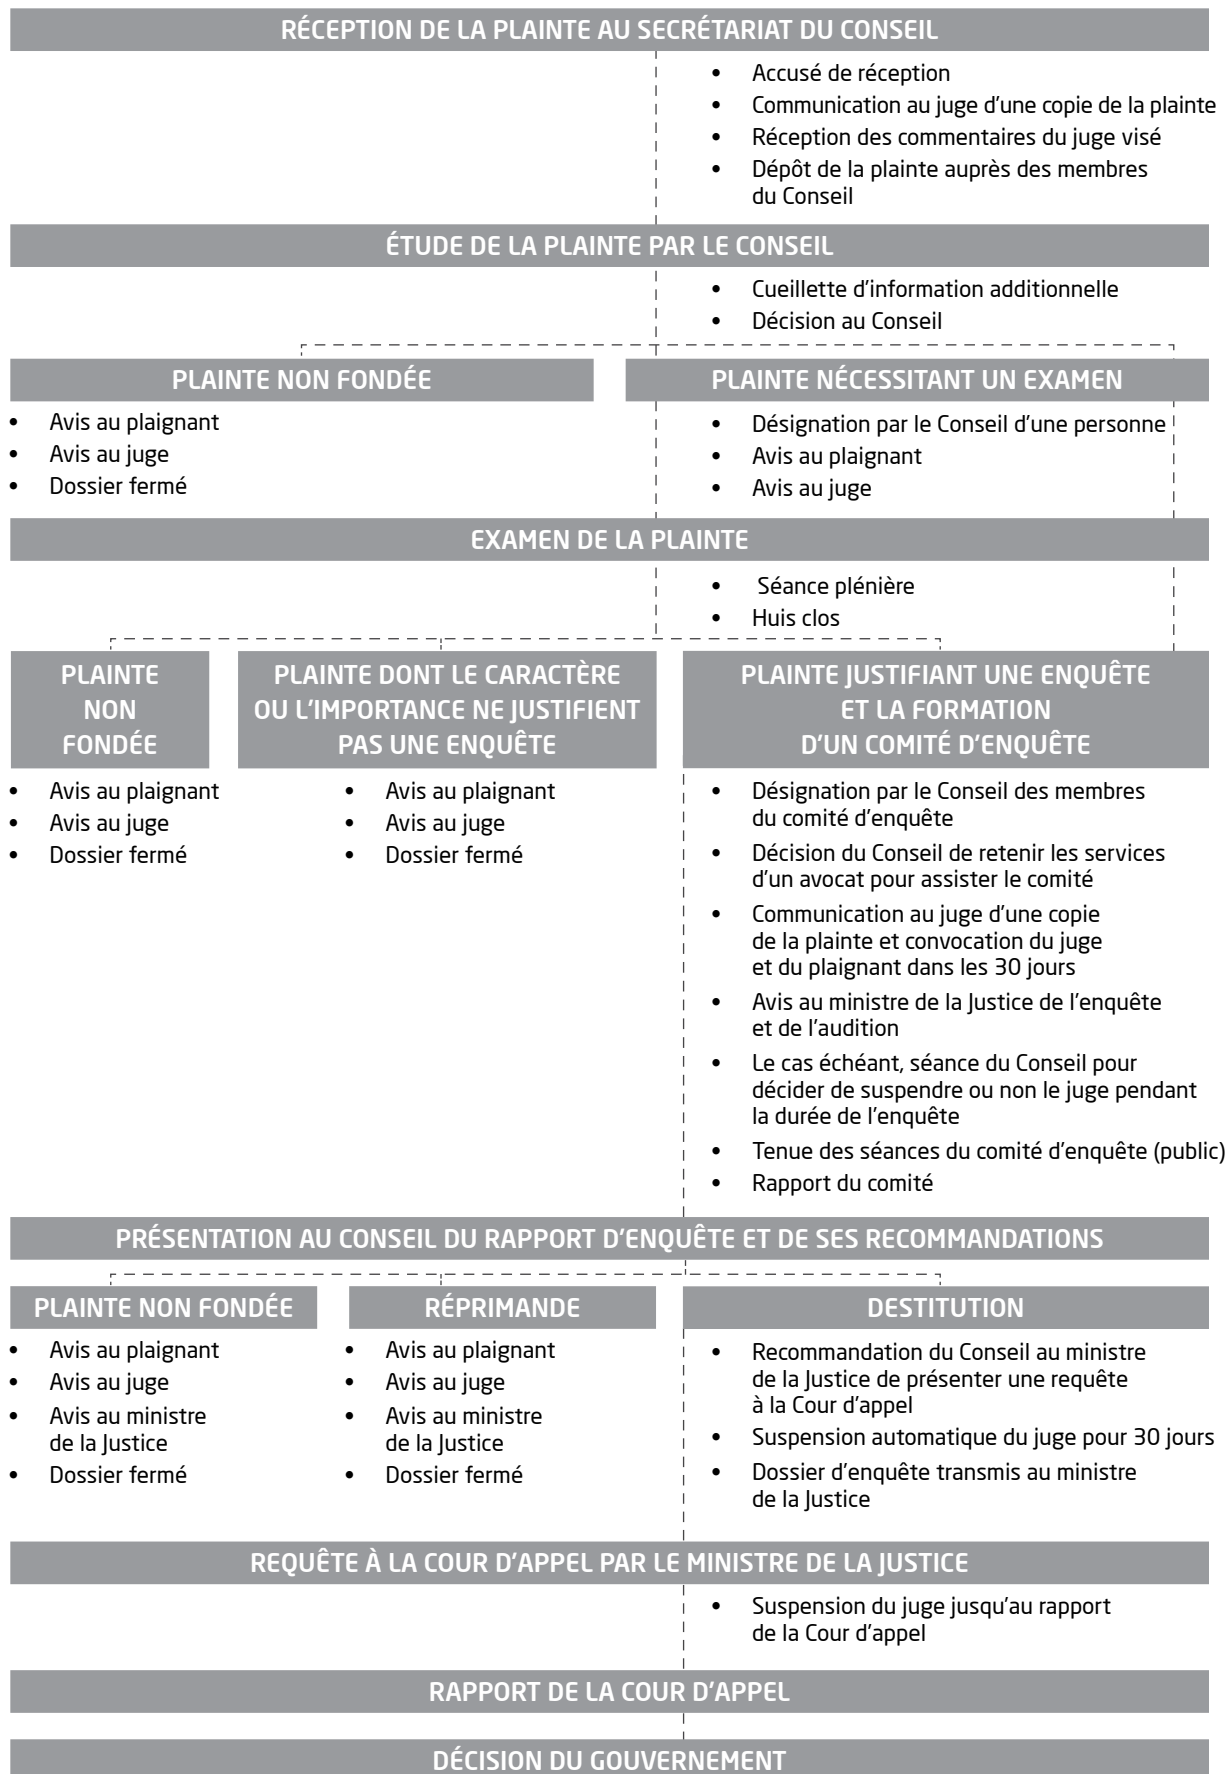 RÉCEPTION DE LA PLAINTE AU SECRÉTARIAT DU CONSEIL
• Accusé de réception
• Communication au juge d'une copie de la plainte
• Réception des commentaires du juge visé
• Dépôt de la plainte auprès des membres
du Conseil
ÉTUDE DE LA PLAINTE PAR LE CONSEIL
• Cueillette d'information additionnelle
• Décision au Conseil
PLAINTE NON FONDÉE
• Avis au plaignant
• Avis au juge
• Dossier fermé
PLAINTE NÉCESSITANT UN EXAMEN
• Désignation par le Conseil d'une personne
• Avis au plaignant
• Avis au juge
EXAMEN DE LA PLAINTE
• Séance plénière
• Huis clos
PLAINTE
NON
FONDÉE
• Avis au plaignant
• Avis au juge
• Dossier fermé
PLAINTE DONT LE CARACTÈRE
OU L'IMPORTANCE NE JUSTIFIENT
PAS UNE ENQUÊTE
• Avis au plaignant
• Avis au juge
• Dossier fermé
PLAINTE JUSTIFIANT UNE ENQUÊTE
ET LA FORMATION
D'UN COMITÉ D'ENQUÊTE
• Désignation par le Conseil des membres
du comité d'enquête
• Décision du Conseil de retenir les services
d'un avocat pour assister le comité
• Communication au juge d'une copie
de la plainte et convocation du juge
et du plaignant dans les 30 jours
• Avis au ministre de la Justice de l'enquête
et de l'audition
• Le cas échéant, séance du Conseil pour
décider de suspendre ou non le juge pendant
la durée de l'enquête
• Tenue des séances du comité d'enquête (public)
• Rapport du comité
PRÉSENTATION AU CONSEIL DU RAPPORT D'ENQUÊTE ET DE SES RECOMMANDATIONS
PLAINTE NON FONDÉE
• Avis au plaignant
• Avis au juge
• Avis au ministre
de la Justice
• Dossier fermé
RÉPRIMANDE
• Avis au plaignant
• Avis au juge
• Avis au ministre
de la Justice
• Dossier fermé
DESTITUTION
• Recommandation du Conseil au ministre
de la Justice de présenter une requête
à la Cour d'appel
• Suspension automatique du juge pour 30 jours
• Dossier d'enquête transmis au ministre
de la Justice
REQUÊTE À LA COUR D'APPEL PAR LE MINISTRE DE LA JUSTICE
• Suspension du juge jusqu'au rapport
de la Cour d'appel
RAPPORT DE LA COUR D'APPEL
DÉCISION DU GOUVERNEMENT